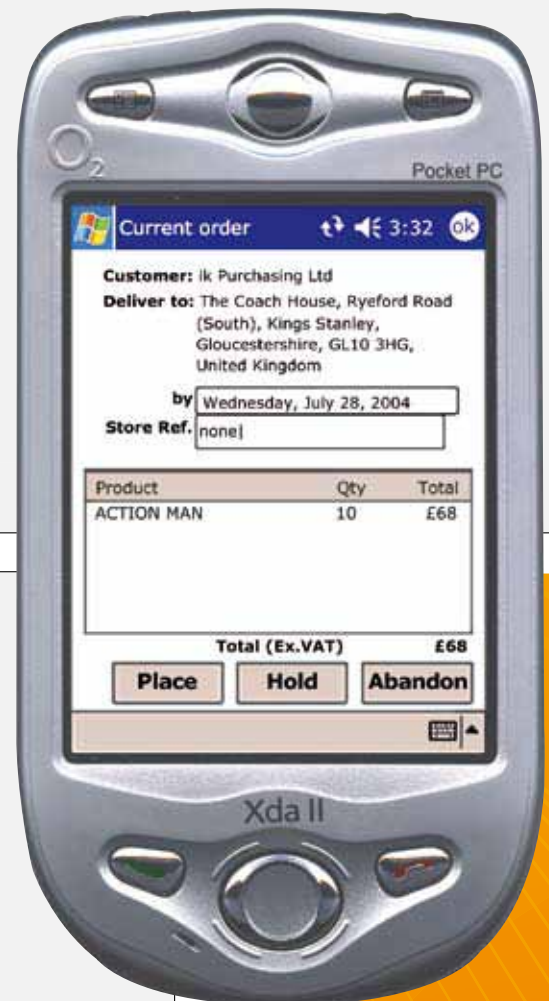 O2
Pocket PC
Current order 3:32 ok
Customer: ik Purchasing Ltd
Deliver to: The Coach House, Ryeford Road
(South), Kings Stanley,
Gloucestershire, GL10 3HG,
United Kingdom
by Wednesday, July 28, 2004
Store Ref. none
Product Qty Total
ACTION MAN 10 £68
Total (Ex.VAT) £68
Place Hold Abandon
Xda II